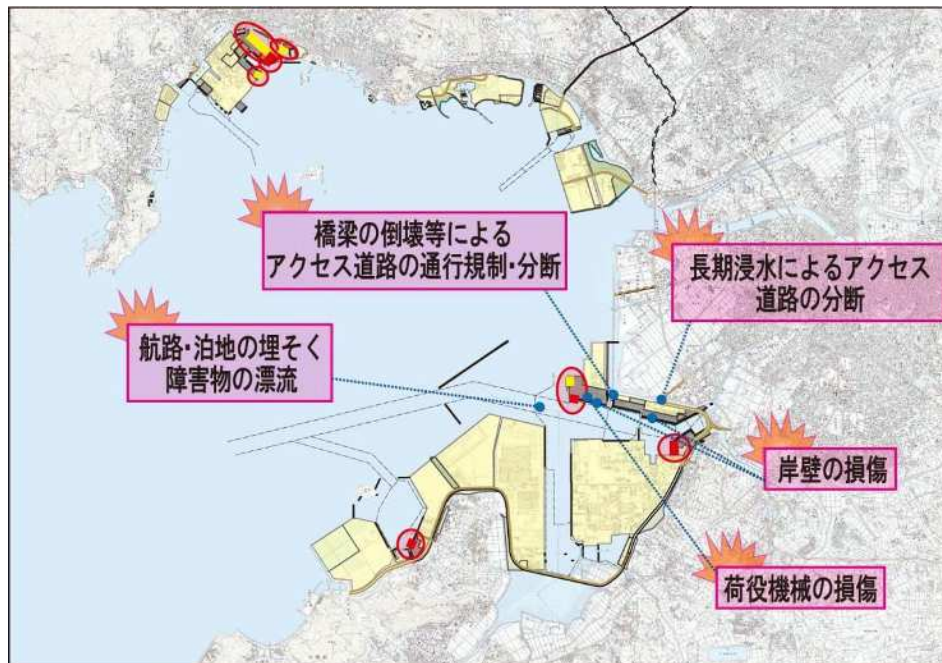 橋梁の倒壊等による
アクセス道路の通行規制・分断
長期浸水によるアクセス
道路の分断
航路・泊地の埋そく
障害物の漂流
岸壁の損傷
荷役機械の損傷